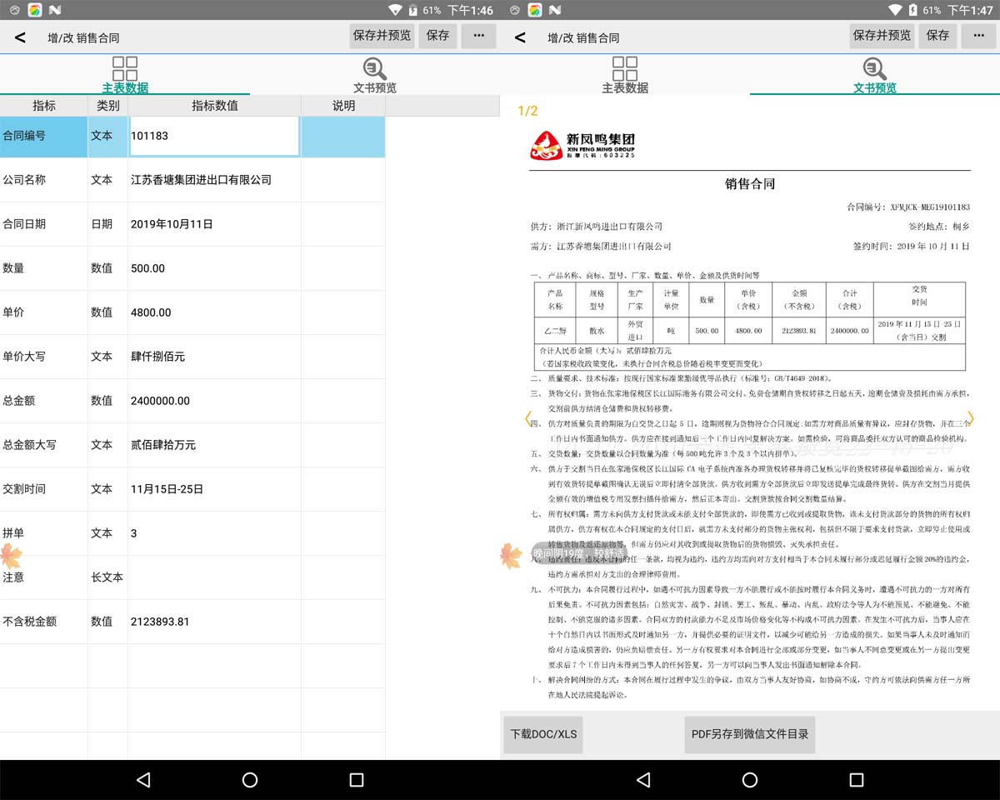 61% 下午1:46
增/改 销售合同
保存并预览 保存 ...
主表数据 文书预览
指标 类别 指标数值 说明
合同编号 文本 101183
公司名称 文本 江苏香塘集团进出口有限公司
合同日期 日期 2019年10月11日
数量 数值 500.00
单价 数值 4800.00
单价大写 文本 肆仟捌佰元
总金额 数值 2400000.00
总金额大写 文本 贰佰肆拾万元
交割时间 文本 11月15日-25日
拼单 文本 3
注意 长文本
不含税金额 数值 2123893.81
61% 下午1:47
增/改 销售合同
保存并预览 保存 ...
主表数据 文书预览
1/2
新凤鸣集团
XIN FENG MING GROUP
股票代码:603225
销售合同
合同编号: XFMJCK-MEG19101183
供方: 浙江新凤鸣进出口有限公司 签约地点: 桐乡
需方: 江苏香塘集团进出口有限公司 签约时间: 2019 年 10 月 11 日
一、 产品名称、商标、型号、厂家、数量、单价、金额及供货时间等
产品名称 规格型号 生产厂家 计量单位 数量 单价(含税) 金额(不含税) 合计(含税) 交货时间
乙二醇 散水 外贸进口 吨 500.00 4800.00 2123893.81 2400000.00 2019 年 11 月 15 日-25 日(含当日)交割
合计人民币金额(大写): 贰佰肆拾万元
(若国家税收政策变化, 未执行合同含税总价随着税率变更而变化)
二、 质量要求、技术标准: 按现行国家标准聚酯级优等品执行(标准号: GB/T4649-2018)。
三、 货物交付: 货物在张家港保税区长江国际港务有限公司交付。免费仓储期自货权转移之日起五天, 逾期仓储费及损耗由需方承担,
交割前供方结清仓储费和货权转移费。
四、 供方对质量负责的期限为自交货之日起 5 日, 逾期则视为货物符合合同规定;如需方对商品质量有异议, 应封存货物, 并在三个
工作日内书面通知供方。供方应在接到通知后三个工作日内回复解决方案。如需检验, 可将商品委托双方认可的商品检验机构。
五、 交货数量: 交货数量以合同数量为准(每 500 吨允许 3 个及 3 个以内拼单)。
六、 供方于交割当日在张家港保税区长江国际 CA 电子系统内准各办理货权转移并将已复核完毕的货权转移提单截图给需方, 需方收
到有效货转提单截图确认无误后立即付清全部货款。供方收到需方全部货款后立即发送提单完成最终货转。供方在交割当月提供
全额有效的增值税专用发票扫描件给需方, 然后正本寄出。交割货款按合同交割数量结算。
七、 所有权归属: 需方未向供方支付货款或未能支付全部货款的, 即使需方已收到或提取货物, 该未支付货款部分的货物的所有权归
属供方, 供方有权在本合同规定的支付日后, 就需方未支付部分的货物主张权利, 包括但不限于要求支付货款, 立即停止使用或
转售货物及返还原物等, 但需方仍应对其收到或提取货物后的货物损毁、灭失承担责任。
晚间阴19度，较舒适
八、 违约责任: 违反本合同的任一条款, 均视为违约, 违约方均需向对方支付相当于本合同未履行部分或迟延履行金额 20%的违约金,
违约方需承担对方支出的合理律师费用。
九、 不可抗力: 本合同履行过程中, 如遇不可抗力因素导致一方不能履行或不能按时履行本合同义务时, 遭遇不可抗力的一方对所有
后果免责。不可抗力因素包括: 自然灾害、战争、封锁、罢工、叛乱、暴动、内乱、政府法令等人为不能预见、不能避免、不能
控制、不能克服的诸多因素。合同双方的付款能力不足及市场价格变化等不构成不可抗力因素。在发生不可抗力后, 当事人应在
十个自然日内以书面形式及时通知另一方, 并提供必要的证明文件, 以减少可能给另一方造成的损失。如果当事人未及时通知而
给对方造成损害的, 仍应负赔偿责任。另一方有权要求对本合同进行全部或部分变更, 如当事人不同意变更或在另一方提出变更
要求后 7 个工作日内未得到当事人的任何答复, 另一方可以向当事人发出书面通知解除本合同。
十、 解决合同纠纷的方式: 本合同在履行过程中发生的争议, 由双方当事人友好协商, 如协商不成, 守约方可依法向供需方任一方所
在地人民法院提起诉讼。
下载DOC/XLS PDF另存到微信文件目录